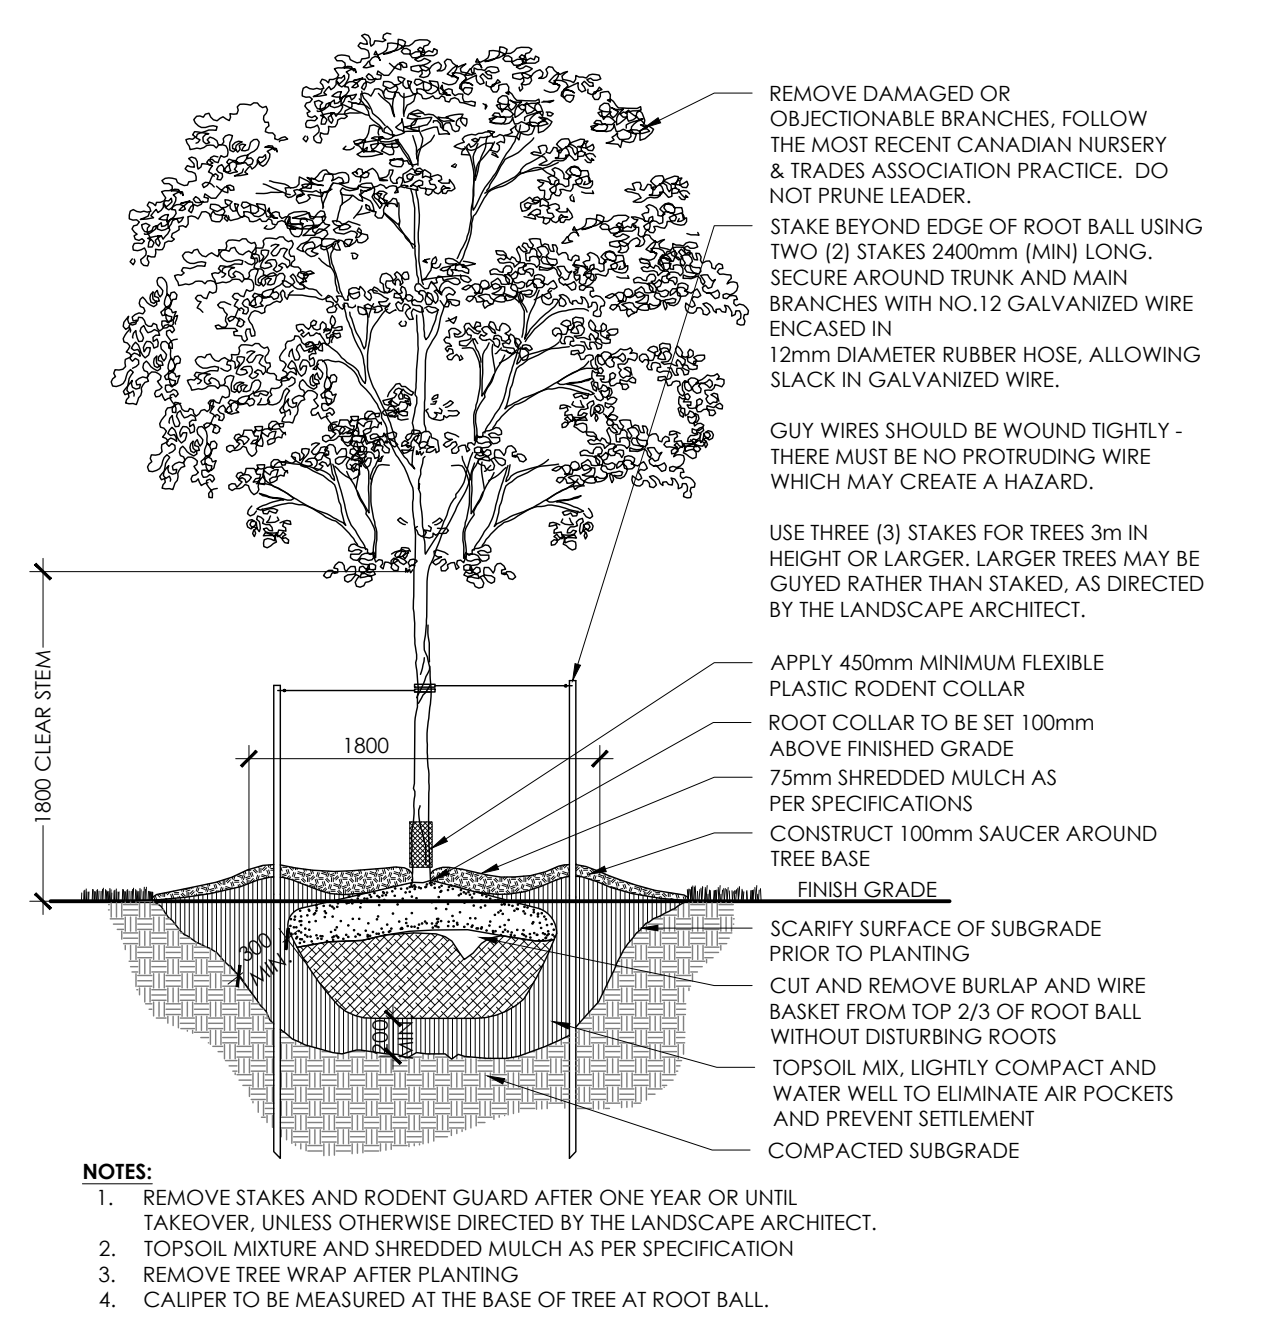 REMOVE DAMAGED OR
OBJECTIONABLE BRANCHES, FOLLOW
THE MOST RECENT CANADIAN NURSERY
& TRADES ASSOCIATION PRACTICE. DO
NOT PRUNE LEADER.
STAKE BEYOND EDGE OF ROOT BALL USING
TWO (2) STAKES 2400mm (MIN) LONG.
SECURE AROUND TRUNK AND MAIN
BRANCHES WITH NO.12 GALVANIZED WIRE
ENCASED IN
12mm DIAMETER RUBBER HOSE, ALLOWING
SLACK IN GALVANIZED WIRE.
GUY WIRES SHOULD BE WOUND TIGHTLY -
THERE MUST BE NO PROTRUDING WIRE
WHICH MAY CREATE A HAZARD.
USE THREE (3) STAKES FOR TREES 3m IN
HEIGHT OR LARGER. LARGER TREES MAY BE
GUYED RATHER THAN STAKED, AS DIRECTED
BY THE LANDSCAPE ARCHITECT.
APPLY 450mm MINIMUM FLEXIBLE
PLASTIC RODENT COLLAR
ROOT COLLAR TO BE SET 100mm
ABOVE FINISHED GRADE
75mm SHREDDED MULCH AS
PER SPECIFICATIONS
CONSTRUCT 100mm SAUCER AROUND
TREE BASE
FINISH GRADE
SCARIFY SURFACE OF SUBGRADE
PRIOR TO PLANTING
CUT AND REMOVE BURLAP AND WIRE
BASKET FROM TOP 2/3 OF ROOT BALL
WITHOUT DISTURBING ROOTS
TOPSOIL MIX, LIGHTLY COMPACT AND
WATER WELL TO ELIMINATE AIR POCKETS
AND PREVENT SETTLEMENT
COMPACTED SUBGRADE
1800 CLEAR STEM
1800
300
MIN.
200
MIN
NOTES:
1. REMOVE STAKES AND RODENT GUARD AFTER ONE YEAR OR UNTIL
TAKEOVER, UNLESS OTHERWISE DIRECTED BY THE LANDSCAPE ARCHITECT.
2. TOPSOIL MIXTURE AND SHREDDED MULCH AS PER SPECIFICATION
3. REMOVE TREE WRAP AFTER PLANTING
4. CALIPER TO BE MEASURED AT THE BASE OF TREE AT ROOT BALL.